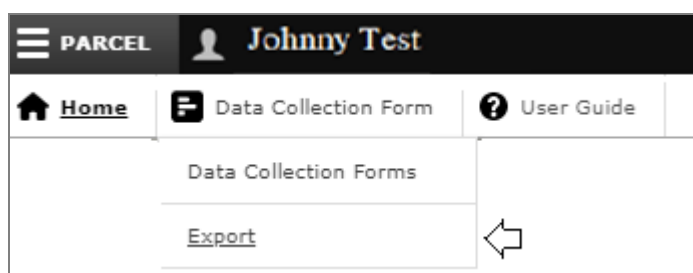 PARCEL Johnny Test
Home Data Collection Form User Guide
Data Collection Forms
Export